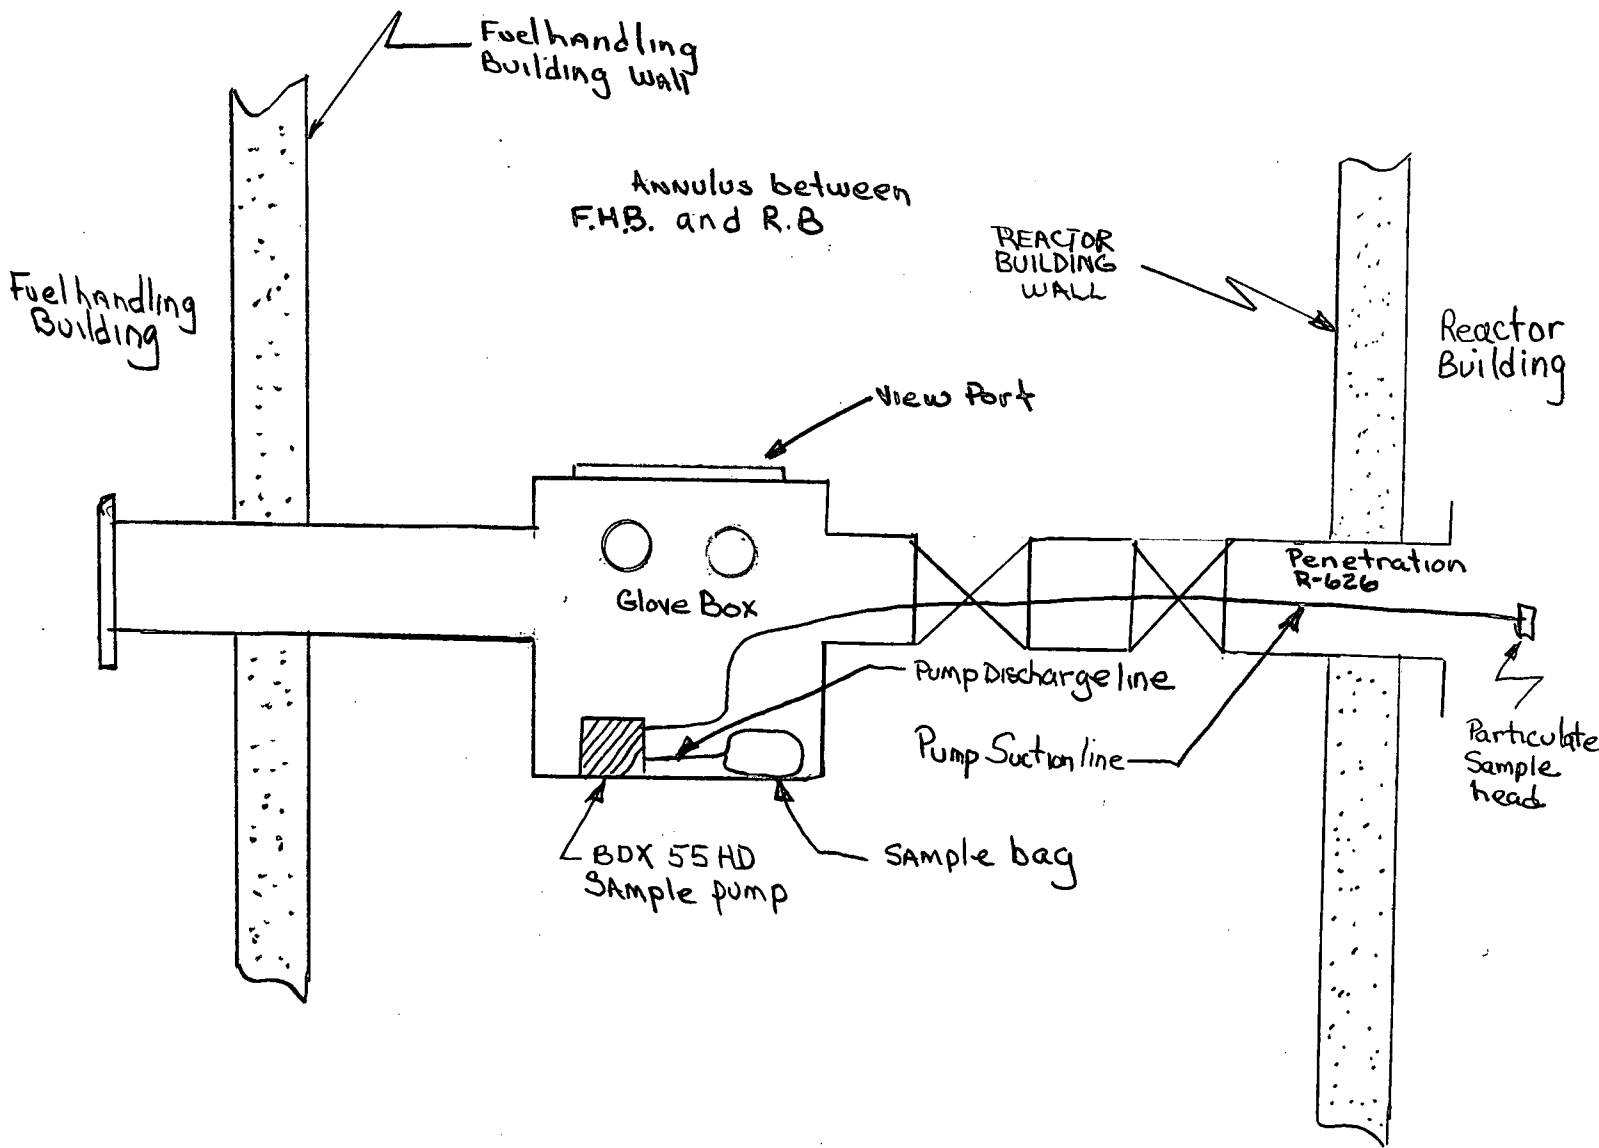 Fuelhandling
Building Wall
Annulus between
F.H.B. and R.B
REACTOR
BUILDING
WALL
Fuelhandling
Building
Reactor
Building
View Port
Penetration
R-626
Glove Box
Pump Discharge line
Pump Suction line
Particulate
Sample
head
BDX 55 HD
SAmple pump
SAmple bag